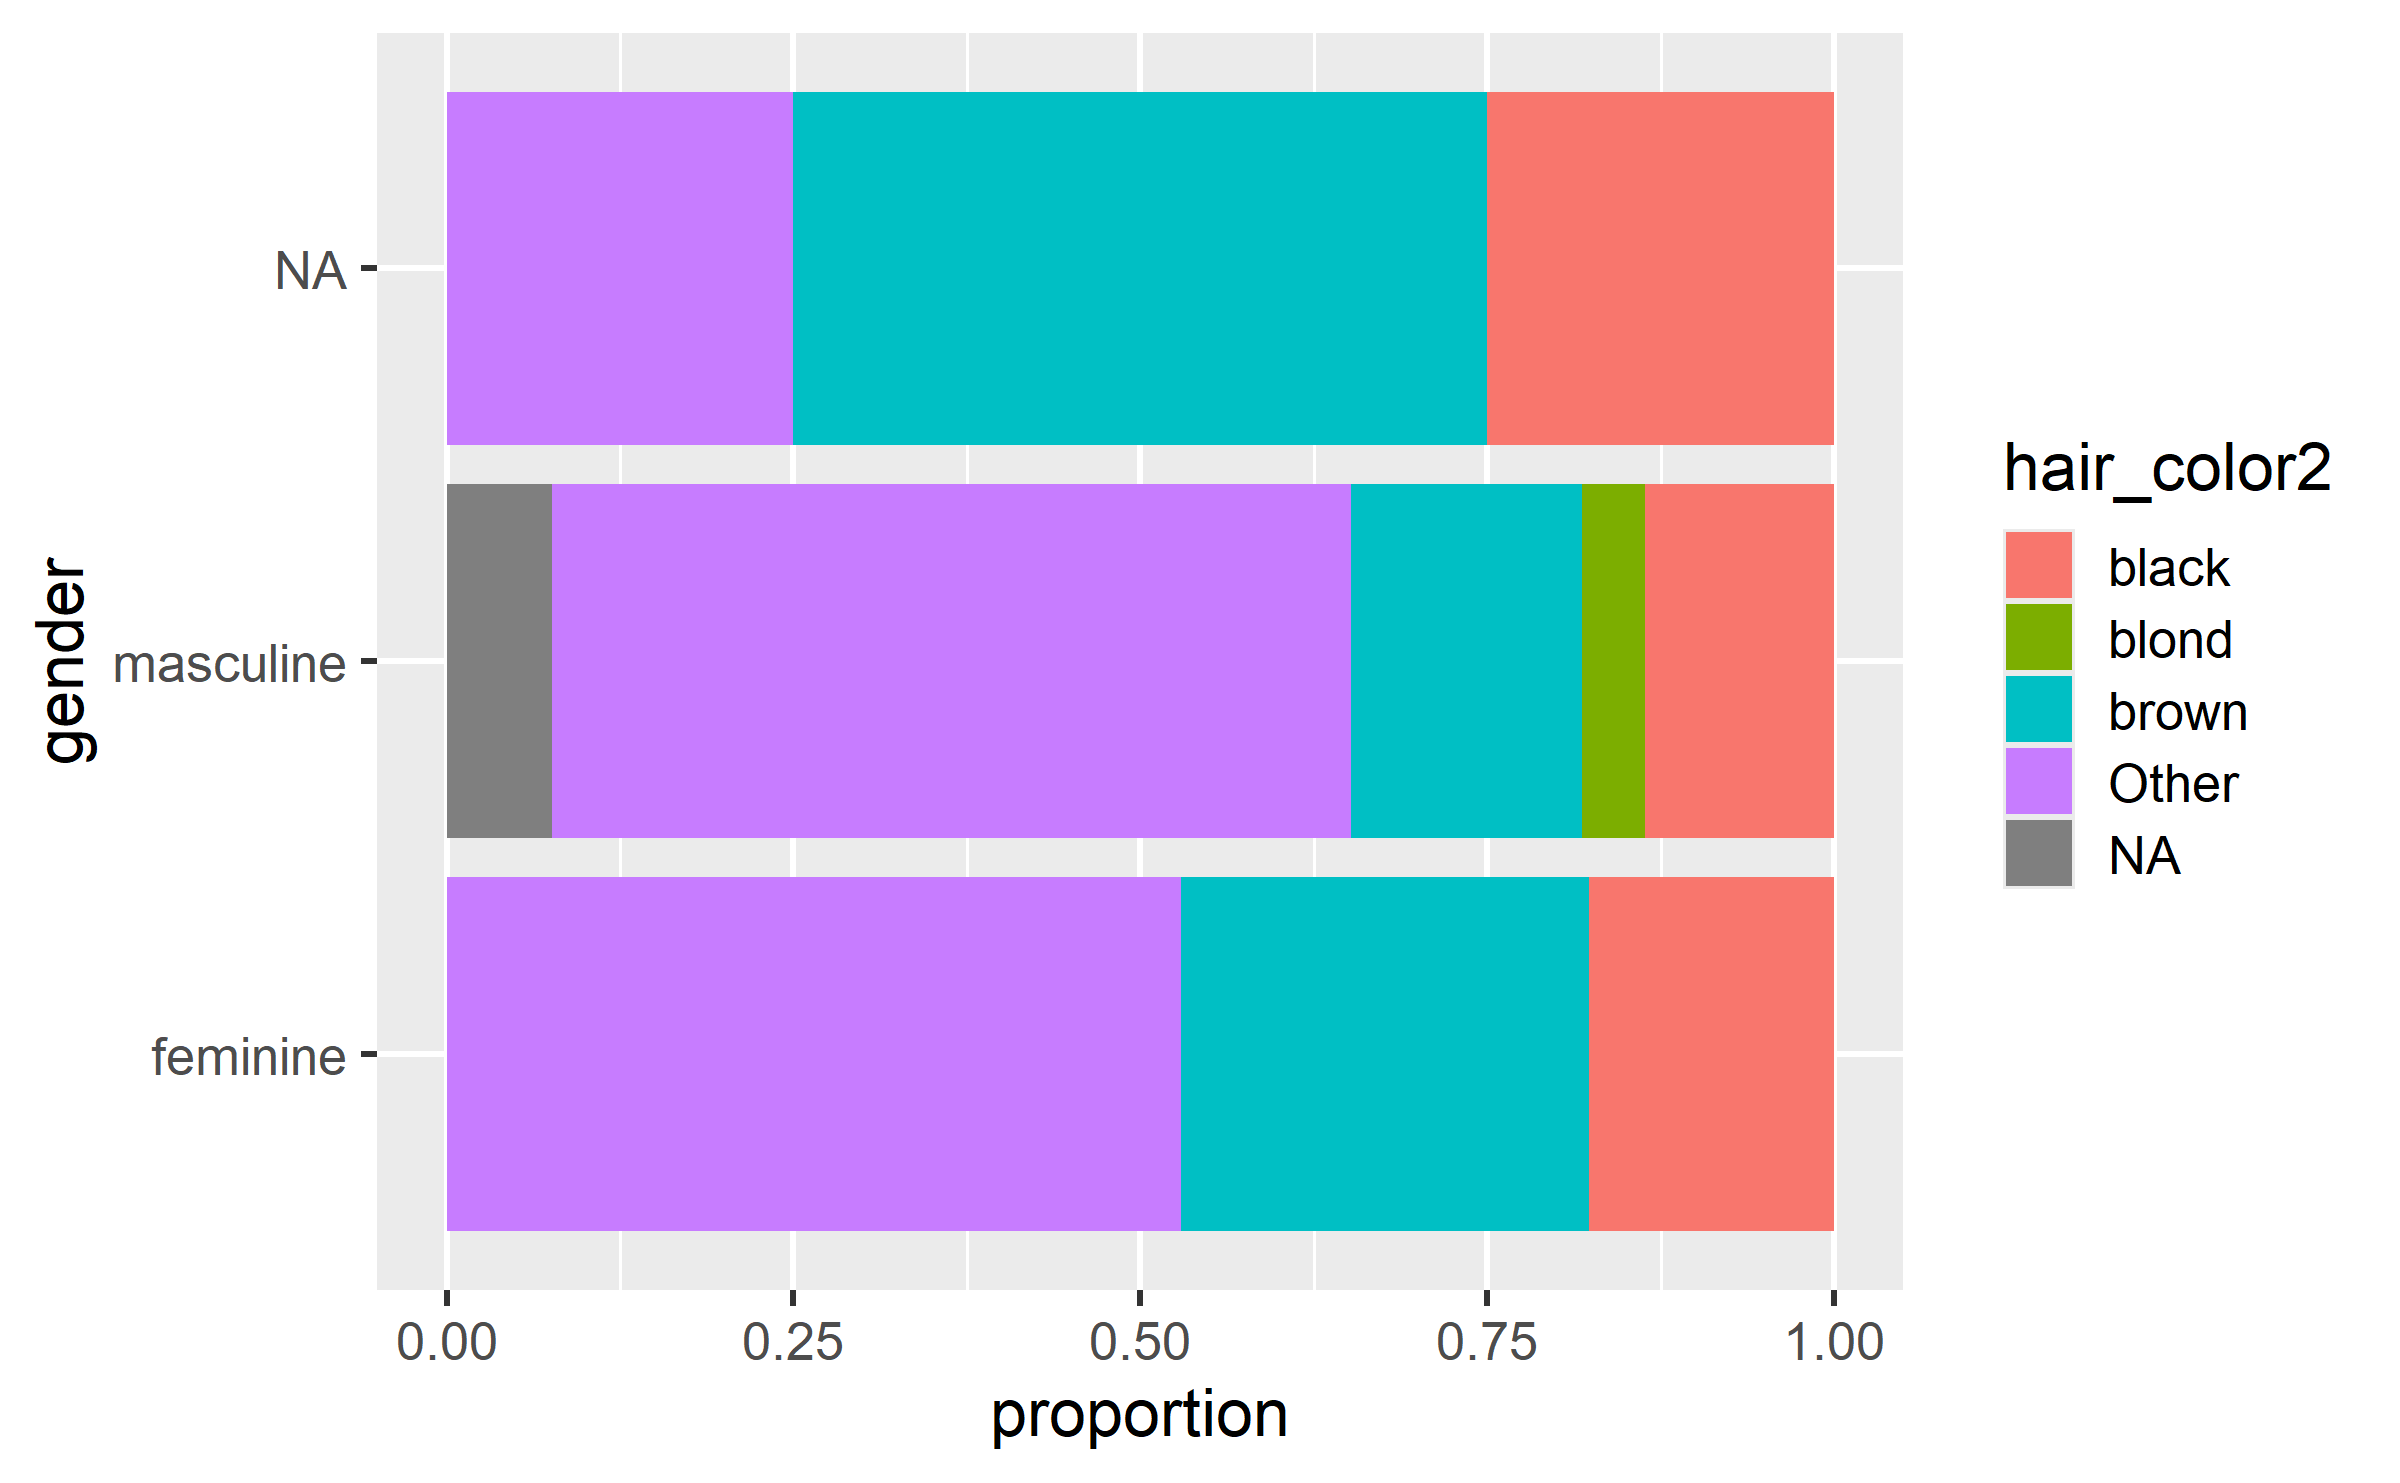 NA
masculine
feminine
gender
0.00 0.25 0.50 0.75 1.00
proportion
hair_color2
black
blond
brown
Other
NA